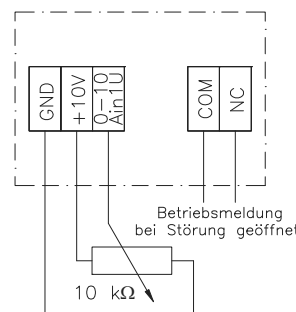 GND
+10V
0-10
Ain1U
COM
NC
Betriebsmeldung
bei Störung geöffnet
10 kΩ